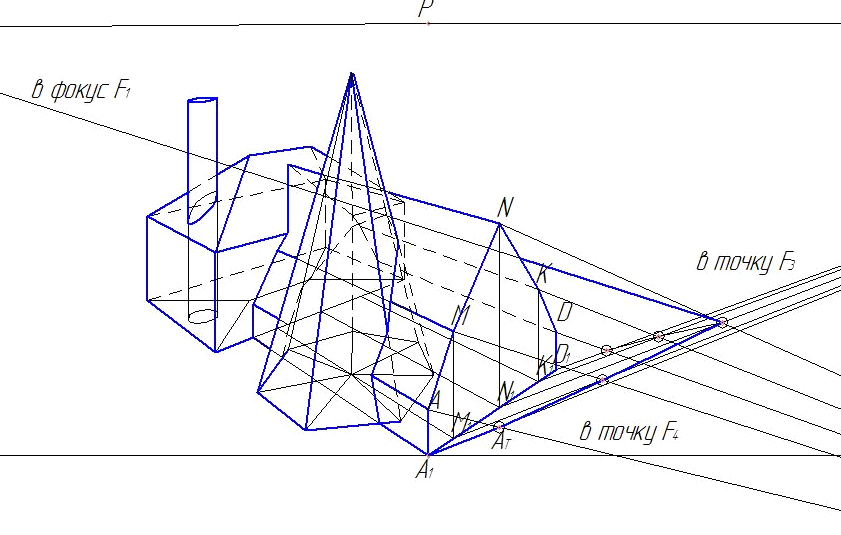 P
в фокус F₁
N
в точку F₃
K
D
M
K₁
D₁
A
N₁
M₁
Aт
в точку F₄
A₁